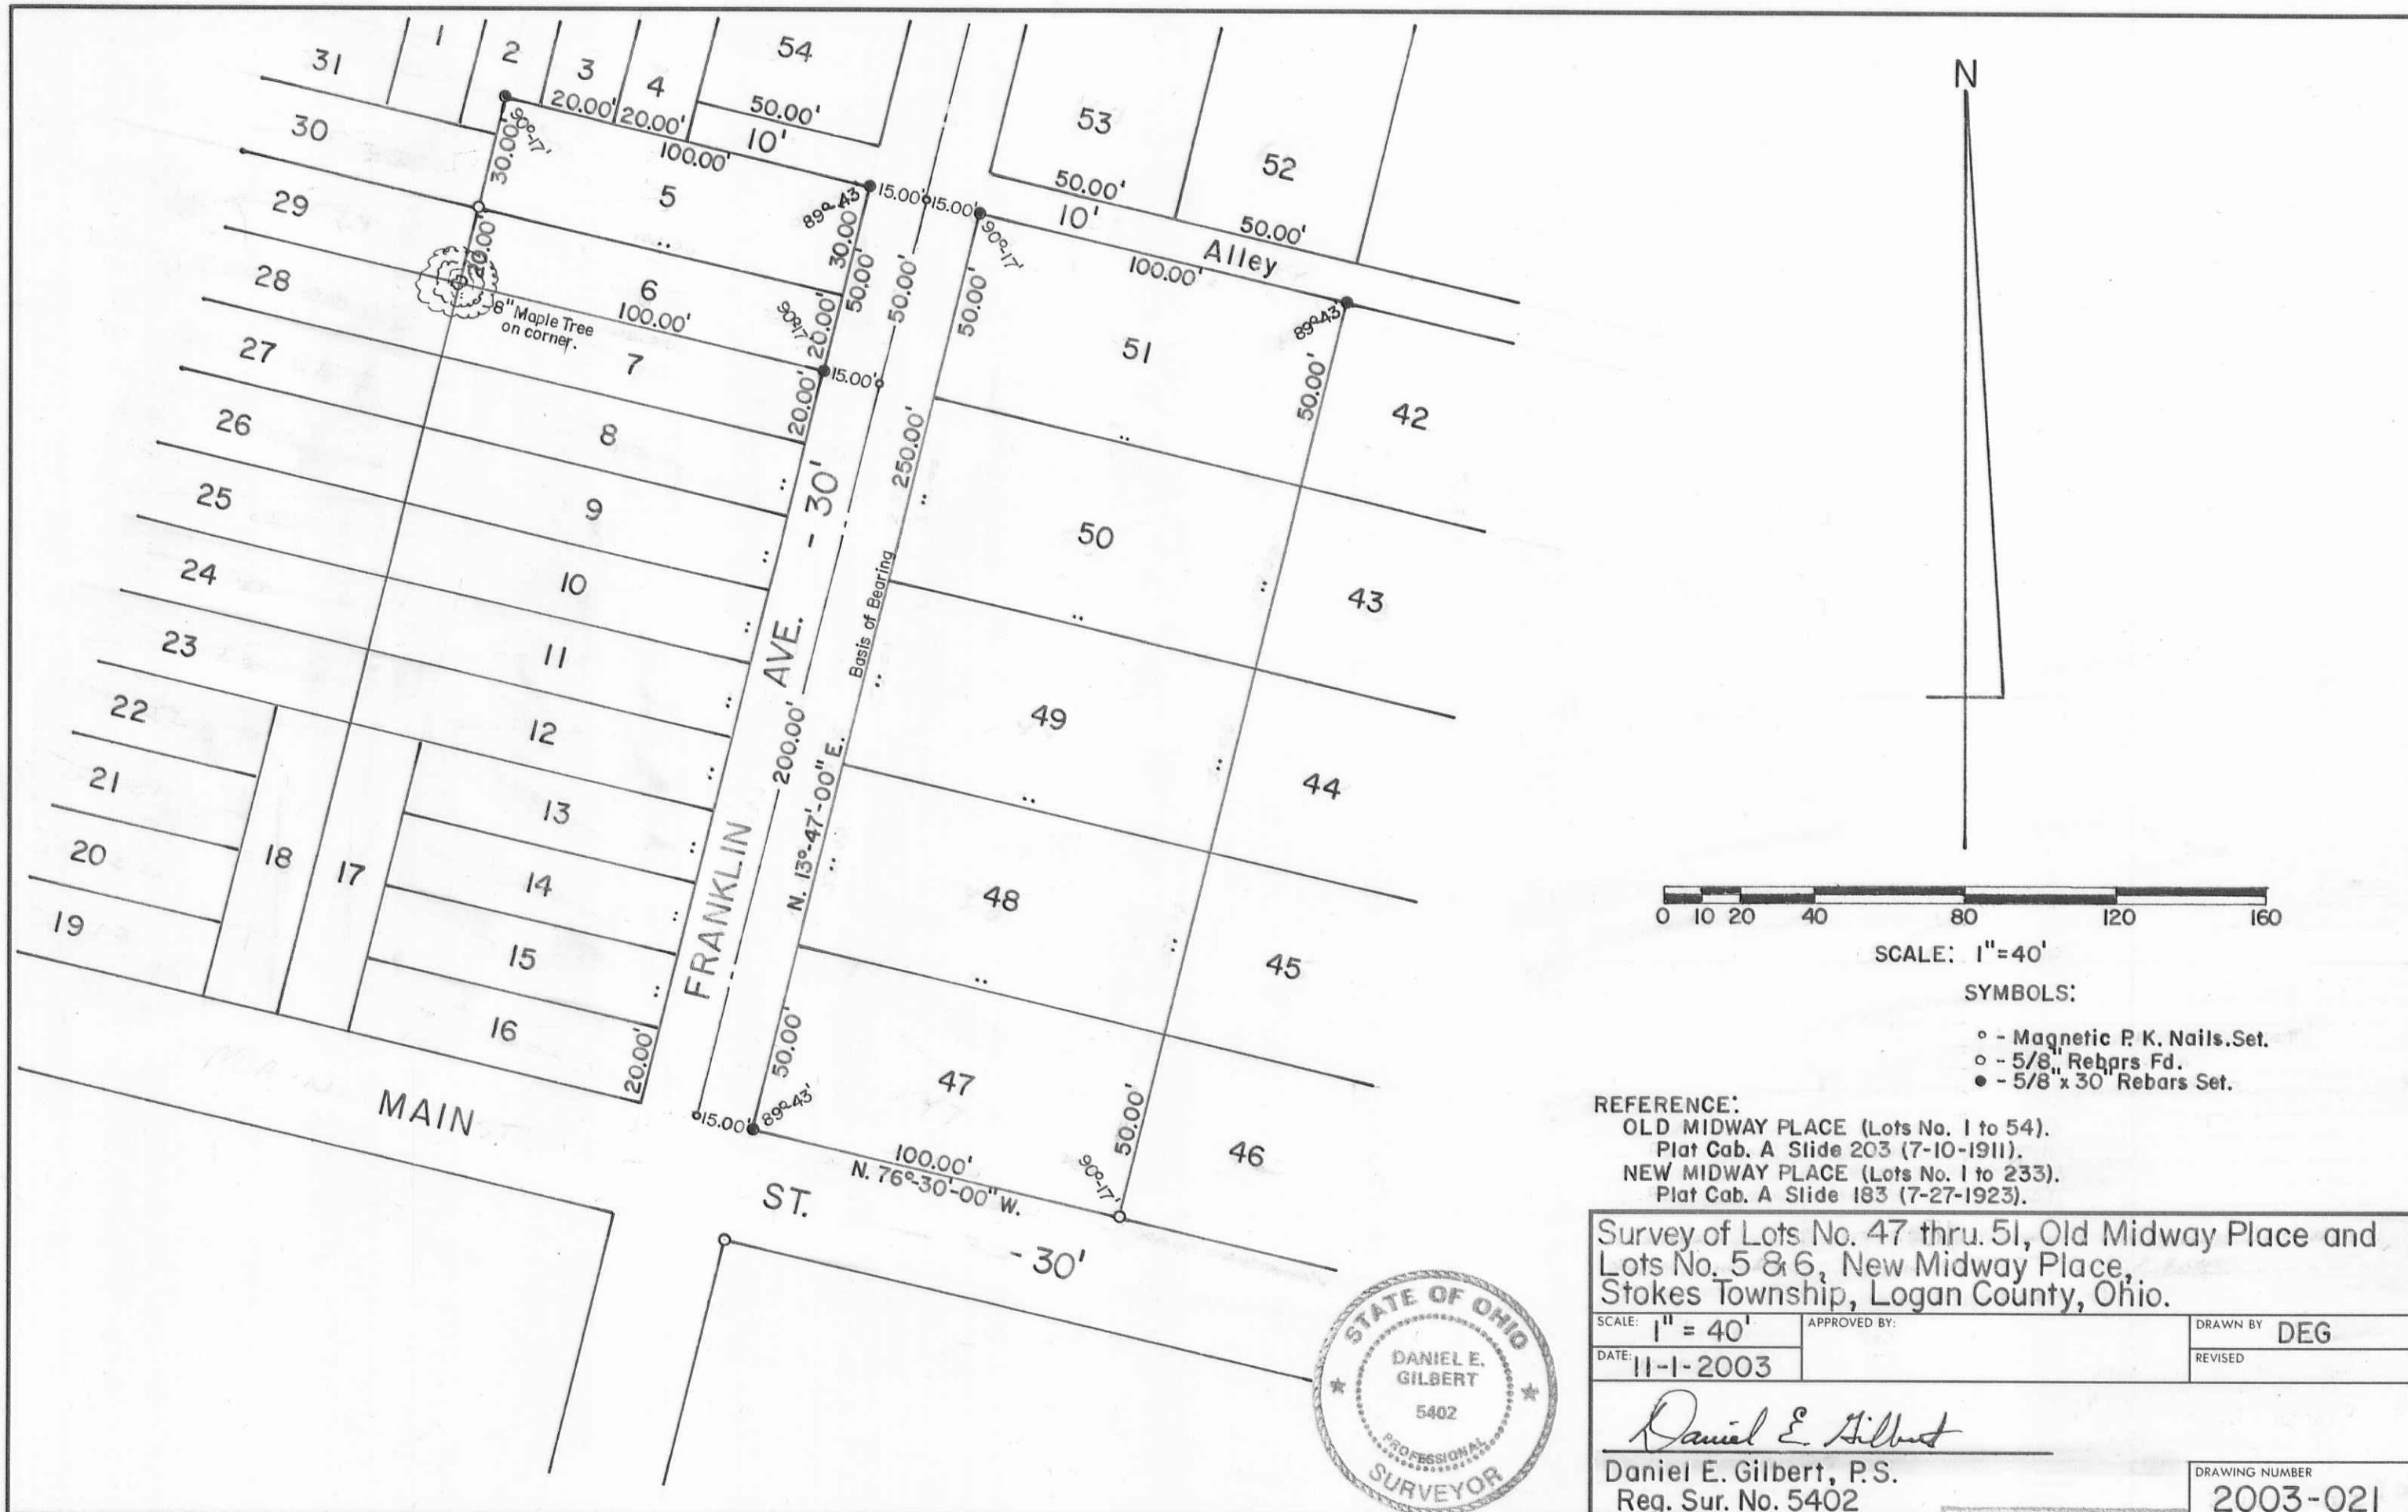 31
1
2
3
4
54
20.00'
20.00'
50.00'
10'
30
30.00'
90°-17'
100.00'
53
52
50.00'
10'
50.00'
Alley
100.00'
29
5
89°-43'
15.00'
15.00'
90°-17'
30.00'
50.00'
50.00'
50.00'
20.00'
28
6
100.00'
90°-17'
20.00'
8" Maple Tree
on corner.
51
89°-43'
50.00'
42
27
7
15.00'
20.00'
26
8
250.00'
25
9
- 30'
50
43
24
10
Basis of Bearing
23
11
FRANKLIN AVE.
200.00'
N. 13°-47'-00" E.
49
44
22
12
21
13
20
18
17
14
48
45
19
15
16
20.00'
50.00'
47
50.00'
46
MAIN
15.00'
89°-43'
100.00'
N. 76°-30'-00" W.
90°-17'
ST.
- 30'
N
0 10 20 40 80 120 160
SCALE: 1"=40'
SYMBOLS:
○ - Magnetic P.K. Nails.Set.
○ - 5/8" Rebars Fd.
● - 5/8" x 30" Rebars Set.
REFERENCE:
OLD MIDWAY PLACE (Lots No. 1 to 54).
Plat Cab. A Slide 203 (7-10-1911).
NEW MIDWAY PLACE (Lots No. 1 to 233).
Plat Cab. A Slide 183 (7-27-1923).
Survey of Lots No. 47 thru. 51, Old Midway Place and
Lots No. 5 & 6, New Midway Place,
Stokes Township, Logan County, Ohio.
SCALE: 1" = 40'
APPROVED BY:
DRAWN BY DEG
DATE: 11-1-2003
REVISED
Daniel E. Gilbert
Daniel E. Gilbert, P.S.
Reg. Sur. No. 5402
DRAWING NUMBER
2003-021
STATE OF OHIO
DANIEL E.
GILBERT
5402
PROFESSIONAL
SURVEYOR